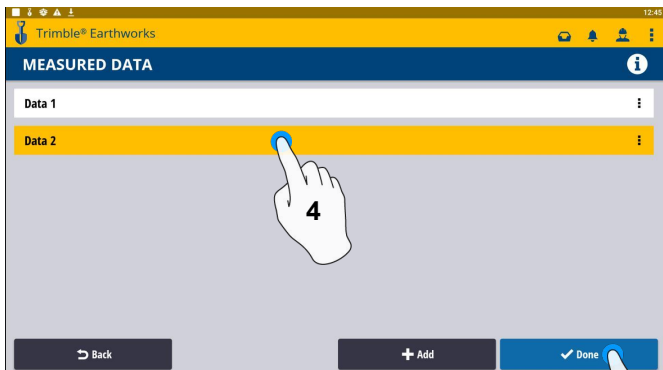 12:45
Trimble® Earthworks
MEASURED DATA
Data 1
Data 2
4
Back
Add
Done